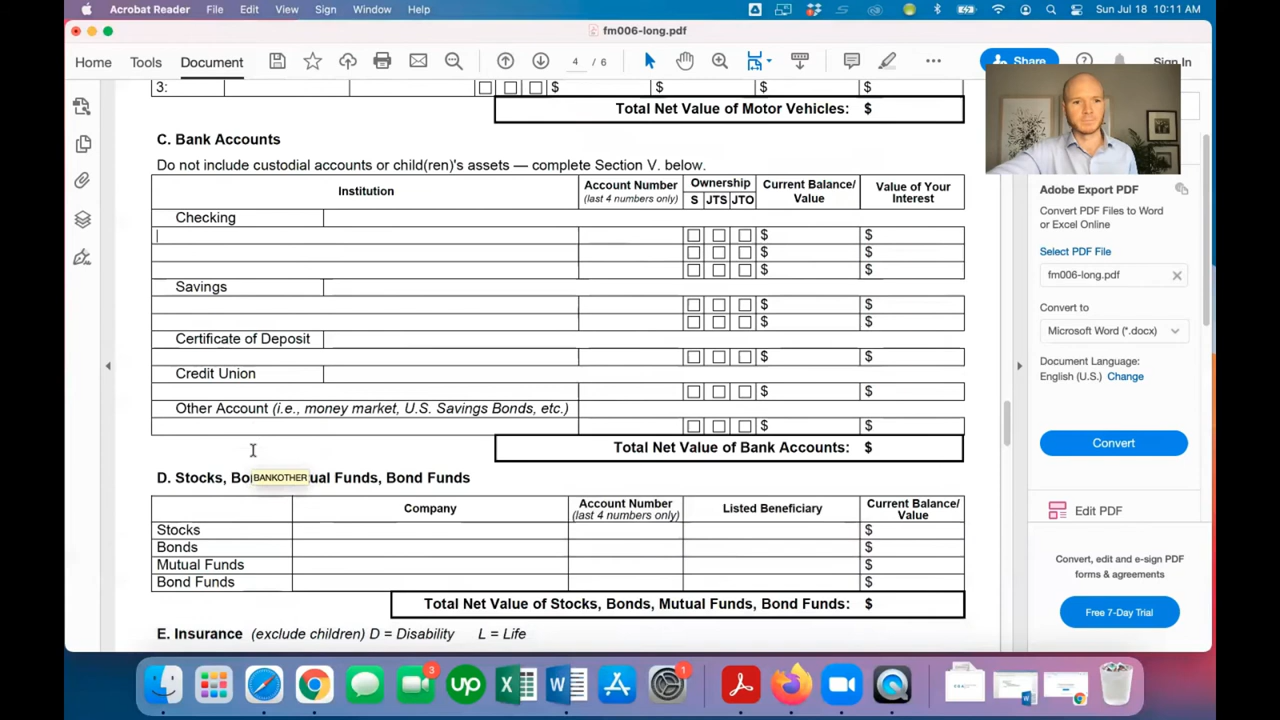 Acrobat Reader File Edit View Sign Window Help Sun Jul 18 10:11 AM
fm006-long.pdf
Home Tools Document 4 / 6 Share Sign In
3: $ $ $ $
Total Net Value of Motor Vehicles: $
C. Bank Accounts
Do not include custodial accounts or child(ren)'s assets — complete Section V. below.
Institution Account Number (last 4 numbers only) Ownership S JTS JTO Current Balance/ Value Value of Your Interest
Checking
$ $
$ $
$ $
Savings
$ $
$ $
Certificate of Deposit
$ $
Credit Union
$ $
Other Account (i.e., money market, U.S. Savings Bonds, etc.)
$ $
Total Net Value of Bank Accounts: $
BANKOTHER
D. Stocks, Bo ual Funds, Bond Funds
Company Account Number (last 4 numbers only) Listed Beneficiary Current Balance/ Value
Stocks $
Bonds $
Mutual Funds $
Bond Funds $
Total Net Value of Stocks, Bonds, Mutual Funds, Bond Funds: $
E. Insurance (exclude children) D = Disability L = Life
Adobe Export PDF
Convert PDF Files to Word
or Excel Online
Select PDF File
fm006-long.pdf
Convert to
Microsoft Word (*.docx)
Document Language:
English (U.S.) Change
Convert
Edit PDF
Convert, edit and e-sign PDF
forms & agreements
Free 7-Day Trial
3
up
1